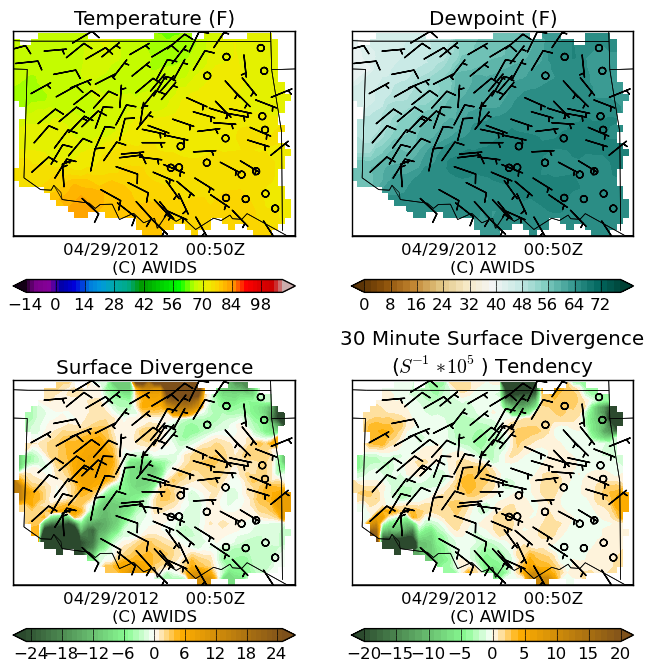 Temperature (F)
Dewpoint (F)
04/29/2012 00:50Z
(C) AWIDS
04/29/2012 00:50Z
(C) AWIDS
−14 0 14 28 42 56 70 84 98
0 8 16 24 32 40 48 56 64 72
Surface Divergence
30 Minute Surface Divergence
(S⁻¹ *10⁵ ) Tendency
04/29/2012 00:50Z
(C) AWIDS
04/29/2012 00:50Z
(C) AWIDS
−24 −18 −12 −6 0 6 12 18 24
−20 −15 −10 −5 0 5 10 15 20